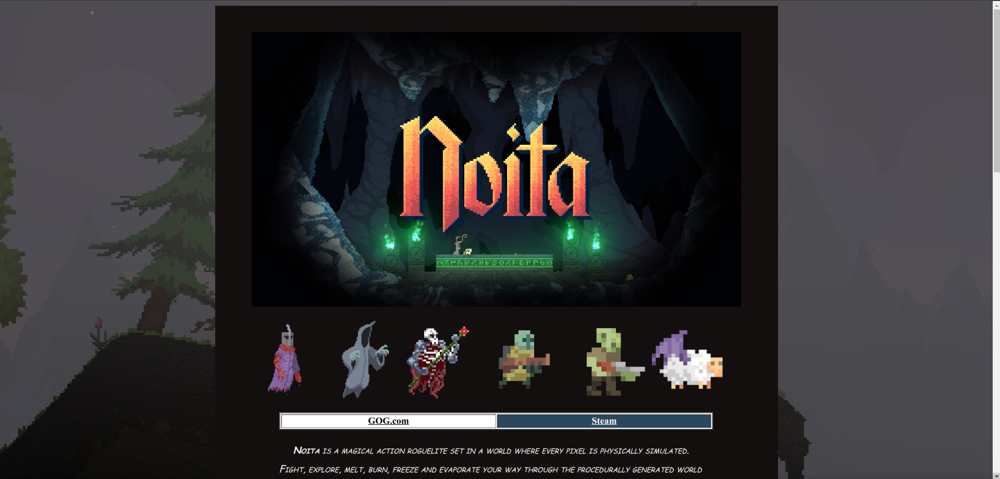 Noita
GOG.com
Steam
Noita is a magical action roguelite set in a world where every pixel is physically simulated.
Fight, explore, melt, burn, freeze and evaporate your way through the procedurally generated world